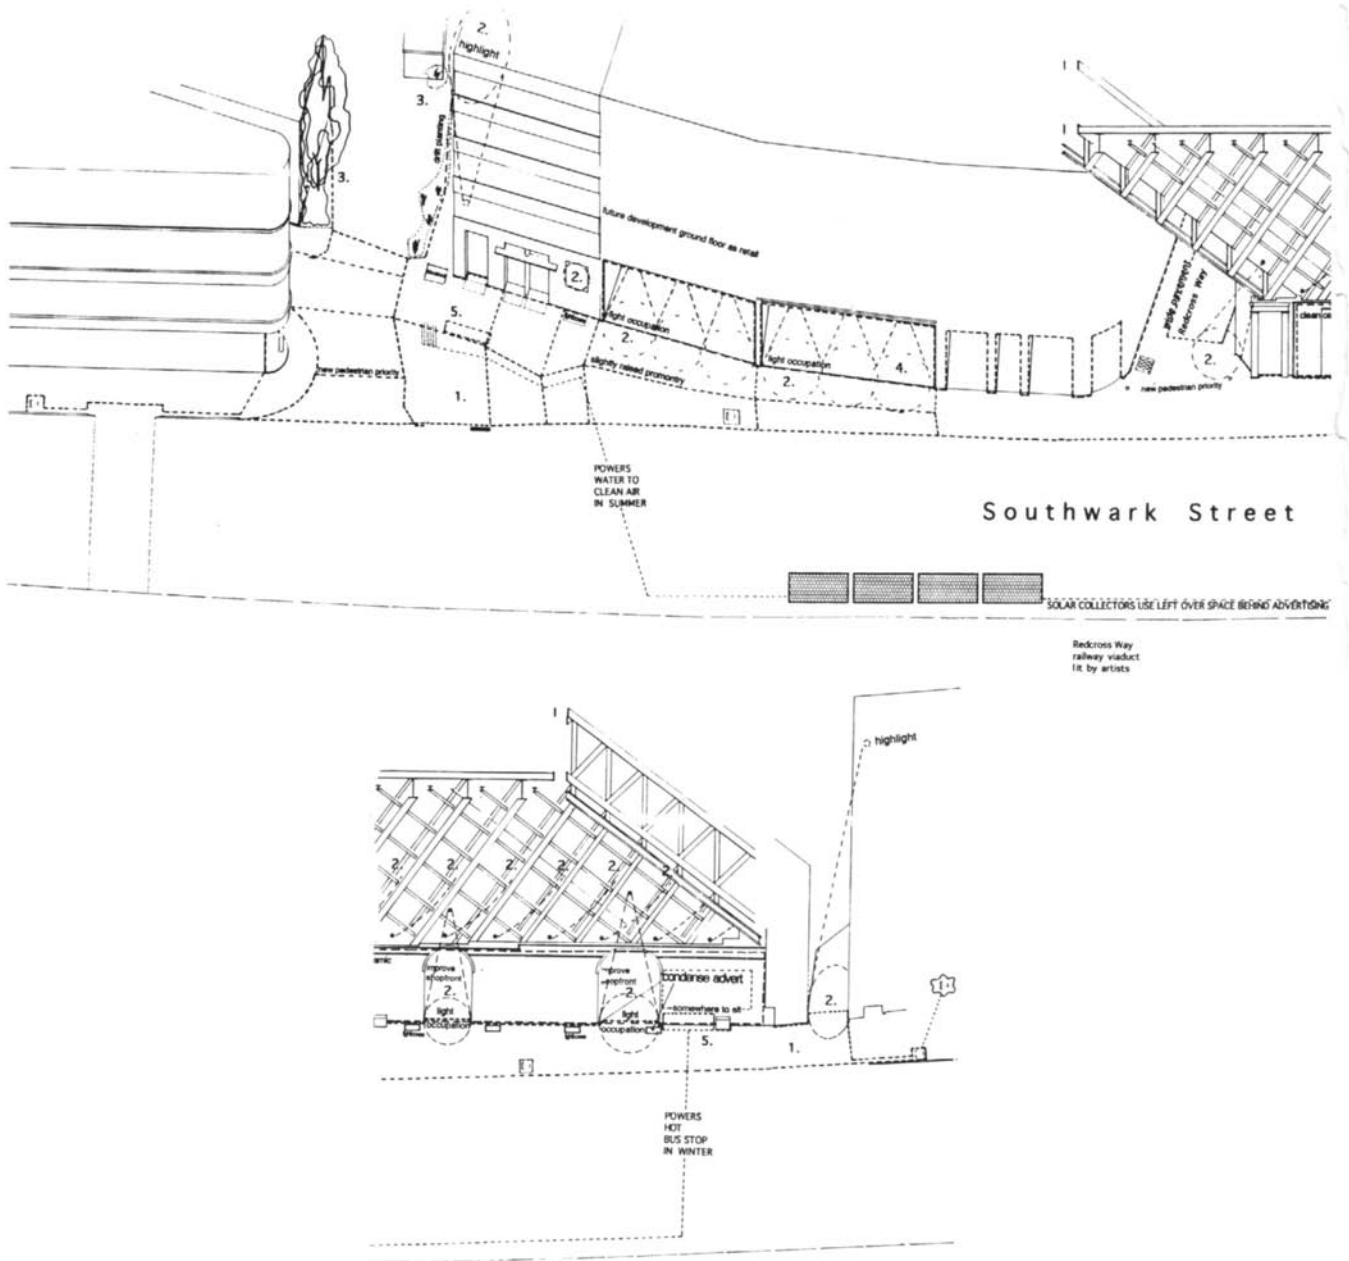 2.
highlight
3.
drift planting
3.
future development ground floor as retail
2.
5.
light occupation
2.
slightly raised promontry
light occupation
2.
4.
new pedestrian priority
1.
Redcross Way
2.
new pedestrian priority
POWERS
WATER TO
CLEAN AIR
IN SUMMER
Southwark Street
SOLAR COLLECTORS USE LEFT OVER SPACE BEHIND ADVERTISING
Redcross Way
railway viaduct
lit by artists
highlight
2.
2.
2.
2.
2.
2.
amic
improve
shopfront
2.
light
occupation
2.
light
occupation
condense advert
somewhere to sit
5.
1.
2.
POWERS
HOT
BUS STOP
IN WINTER